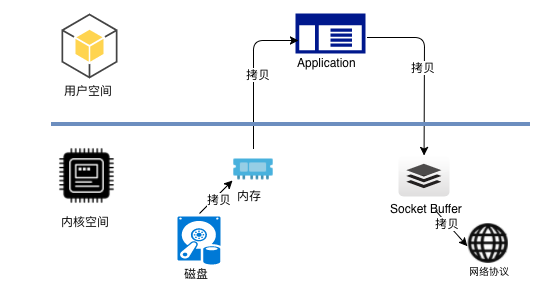 Application
拷贝
拷贝
用户空间
内存
拷贝
Socket Buffer
内核空间
拷贝
磁盘
网络协议